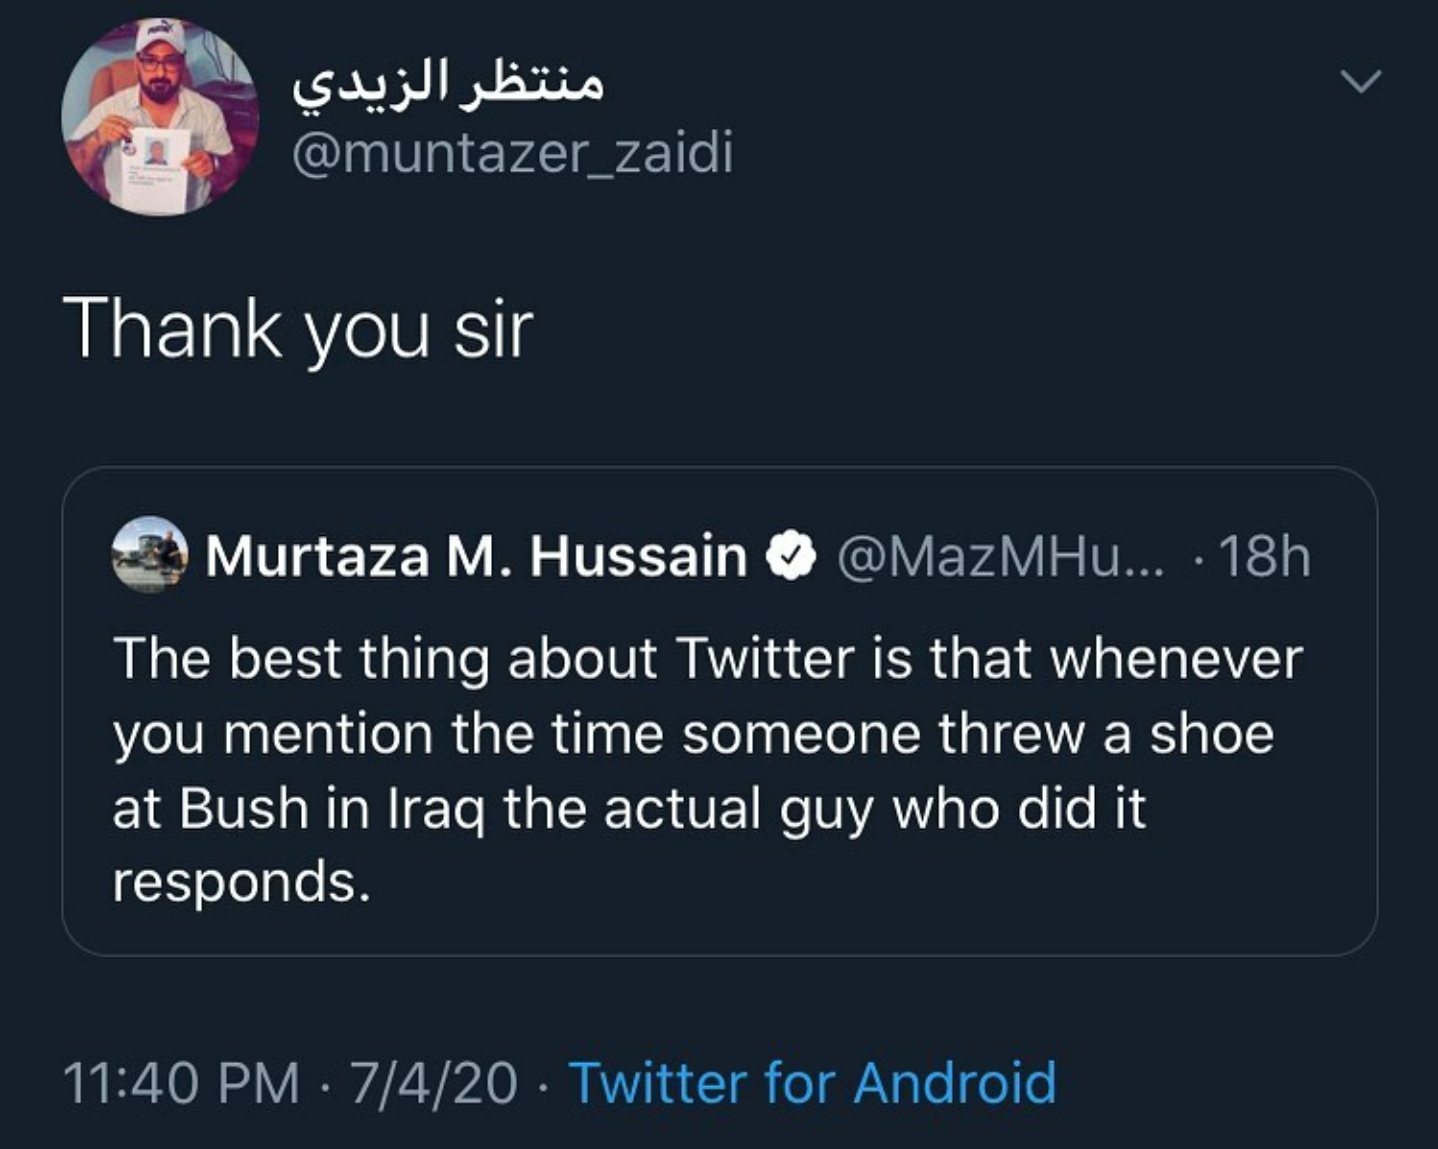 منتظر الزيدي
@muntazer_zaidi
Thank you sir
Murtaza M. Hussain @MazMHu... · 18h
The best thing about Twitter is that whenever
you mention the time someone threw a shoe
at Bush in Iraq the actual guy who did it
responds.
11:40 PM · 7/4/20 · Twitter for Android